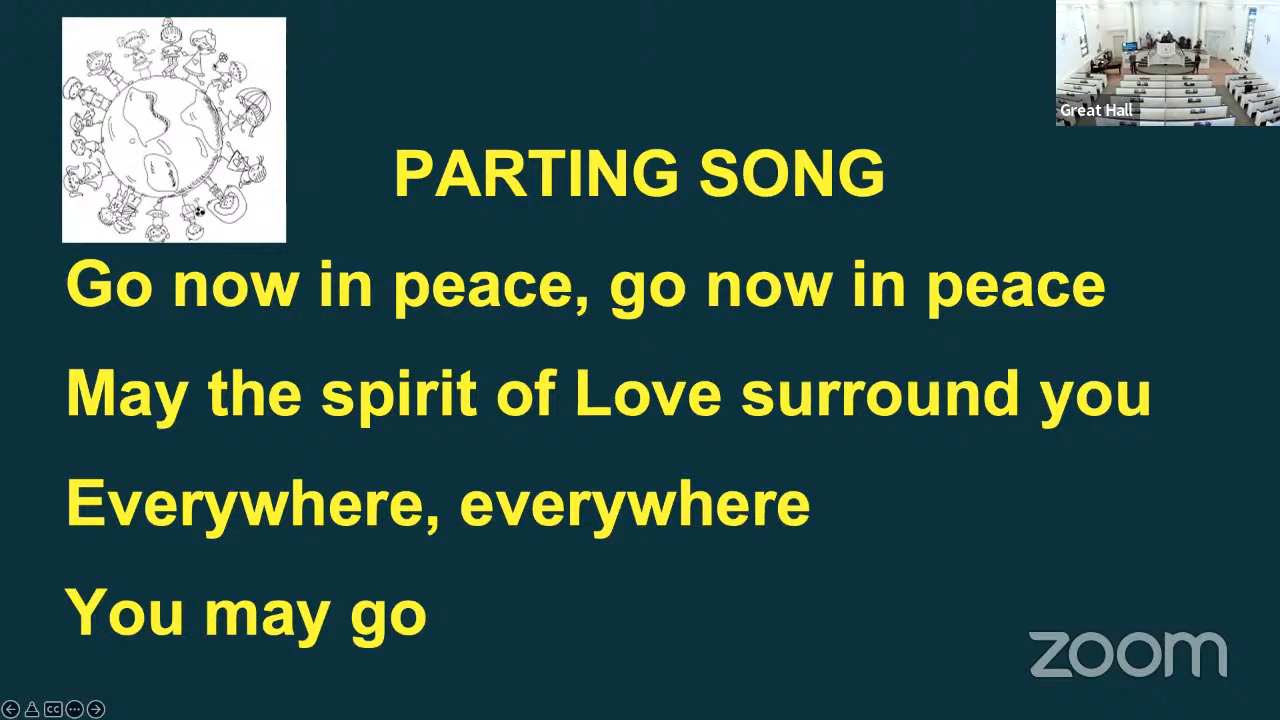 Great Hall
PARTING SONG
Go now in peace, go now in peace
May the spirit of Love surround you
Everywhere, everywhere
You may go
zoom
CC